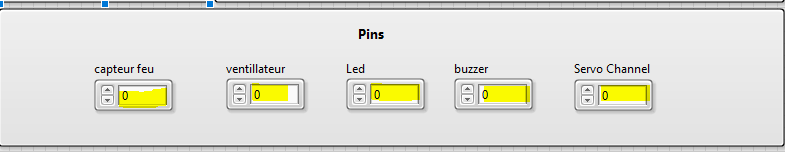 Pins
capteur feu ventillateur Led buzzer Servo Channel
0 0 0 0 0